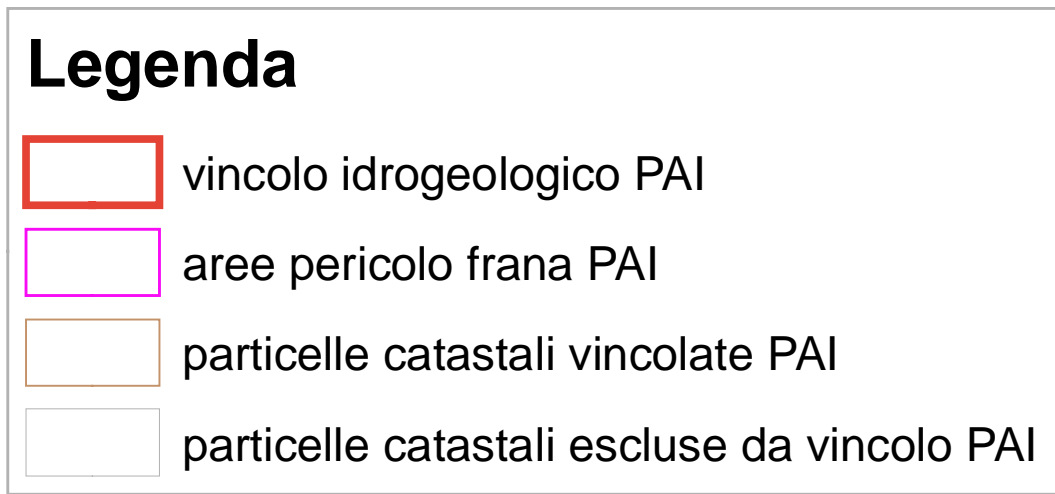 Legenda
vincolo idrogeologico PAI
aree pericolo frana PAI
particelle catastali vincolate PAI
particelle catastali escluse da vincolo PAI